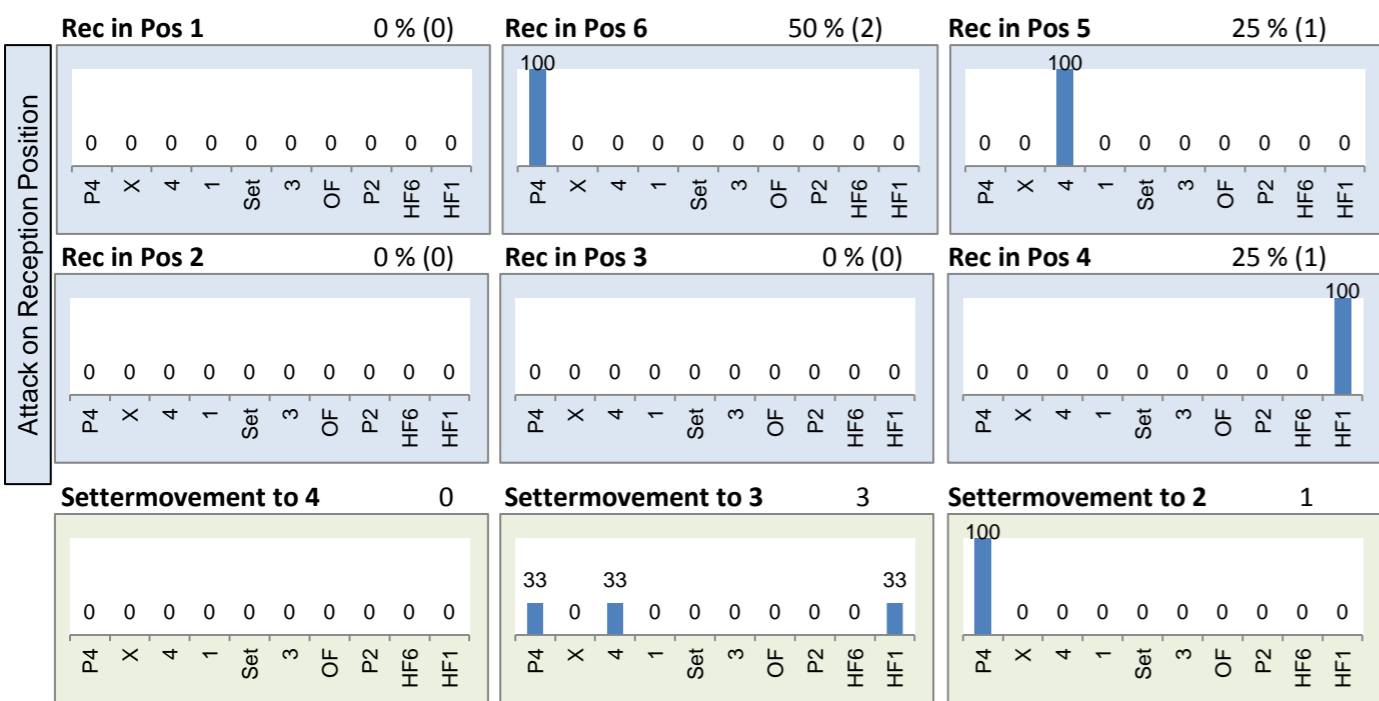 Attack on Reception Position
Rec in Pos 1 0 % (0)
0 0 0 0 0 0 0 0 0 0
P4 X 4 1 Set 3 OF P2 HF6 HF1
Rec in Pos 6 50 % (2)
100
0 0 0 0 0 0 0 0 0
P4 X 4 1 Set 3 OF P2 HF6 HF1
Rec in Pos 5 25 % (1)
100
0 0 0 0 0 0 0 0 0
P4 X 4 1 Set 3 OF P2 HF6 HF1
Rec in Pos 2 0 % (0)
0 0 0 0 0 0 0 0 0 0
P4 X 4 1 Set 3 OF P2 HF6 HF1
Rec in Pos 3 0 % (0)
0 0 0 0 0 0 0 0 0 0
P4 X 4 1 Set 3 OF P2 HF6 HF1
Rec in Pos 4 25 % (1)
100
0 0 0 0 0 0 0 0 0
P4 X 4 1 Set 3 OF P2 HF6 HF1
Settermovement to 4 0
0 0 0 0 0 0 0 0 0 0
P4 X 4 1 Set 3 OF P2 HF6 HF1
Settermovement to 3 3
33 33 33
0 0 0 0 0 0 0
P4 X 4 1 Set 3 OF P2 HF6 HF1
Settermovement to 2 1
100
0 0 0 0 0 0 0 0 0
P4 X 4 1 Set 3 OF P2 HF6 HF1